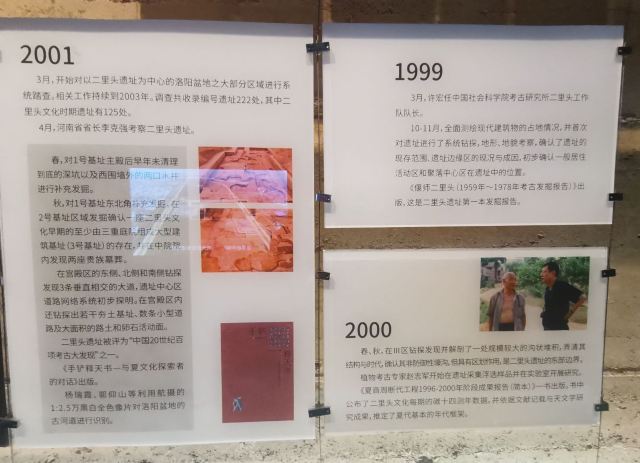 2001
3月，开始对以二里头遗址为中心的洛阳盆地之大部分区域进行系
统踏查。相关工作持续到2003年。调查共收录编号遗址222处，其中二
里头文化时期遗址有125处。
4月，河南省省长李克强考察二里头遗址。
春，对1号基址主殿后早年未清理
到底的深坑以及西围墙外的两口水井
进行补充发掘。
秋，对1号基址东北角补充发掘。在
2号基址区域发掘确认一座二里头文
化早期的至少由三重庭院组成大型建
筑基址(3号基址) 的存在，并在中院院
内发现两座贵族墓葬。
在宫殿区的东侧、北侧和南侧钻探
发现3条垂直相交的大道，遗址中心区
道路网络系统初步探明。在宫殿区内
还钻探出若干夯土基址、数条小型道
路及大面积的路土和卵石活动面。
二里头遗址被评为“中国20世纪百
项考古大发现”之一。
《手铲释天书—与夏文化探索者
的对话》出版。
杨瑞霞、郭仰山等利用航摄的
1:2.5万黑白全色像片对洛阳盆地的
古河道进行识别。
1999
3月，许宏任中国社会科学院考古研究所二里头工作
队队长。
10-11月，全面测绘现代建筑物的占地情况，并首次
对遗址进行了系统钻探，地形、地貌考察，确认了遗址的
现存范围、遗址边缘区的现况与成因，初步确认一般居住
活动区和聚落中心区在遗址中的位置。
《偃师二里头 (1959年~1978年考古发掘报告)》出
版，这是二里头遗址第一本发掘报告。
2000
春、秋，在III区钻探发现并解剖了一处规模较大的沟状堆积，弄清其
结构与时代，确认其非防御性壕沟，但具有区划作用，是二里头遗址的东部边界。
植物考古专家赵志军开始在遗址采集浮选样品并在实验室开展研究。
《夏商周断代工程1996-2000年阶段成果报告 (简本)》一书出版，书中
公布了二里头文化每期的碳十四测年数据，并依据文献记载与天文学研
究成果，推定了夏代基本的年代框架。